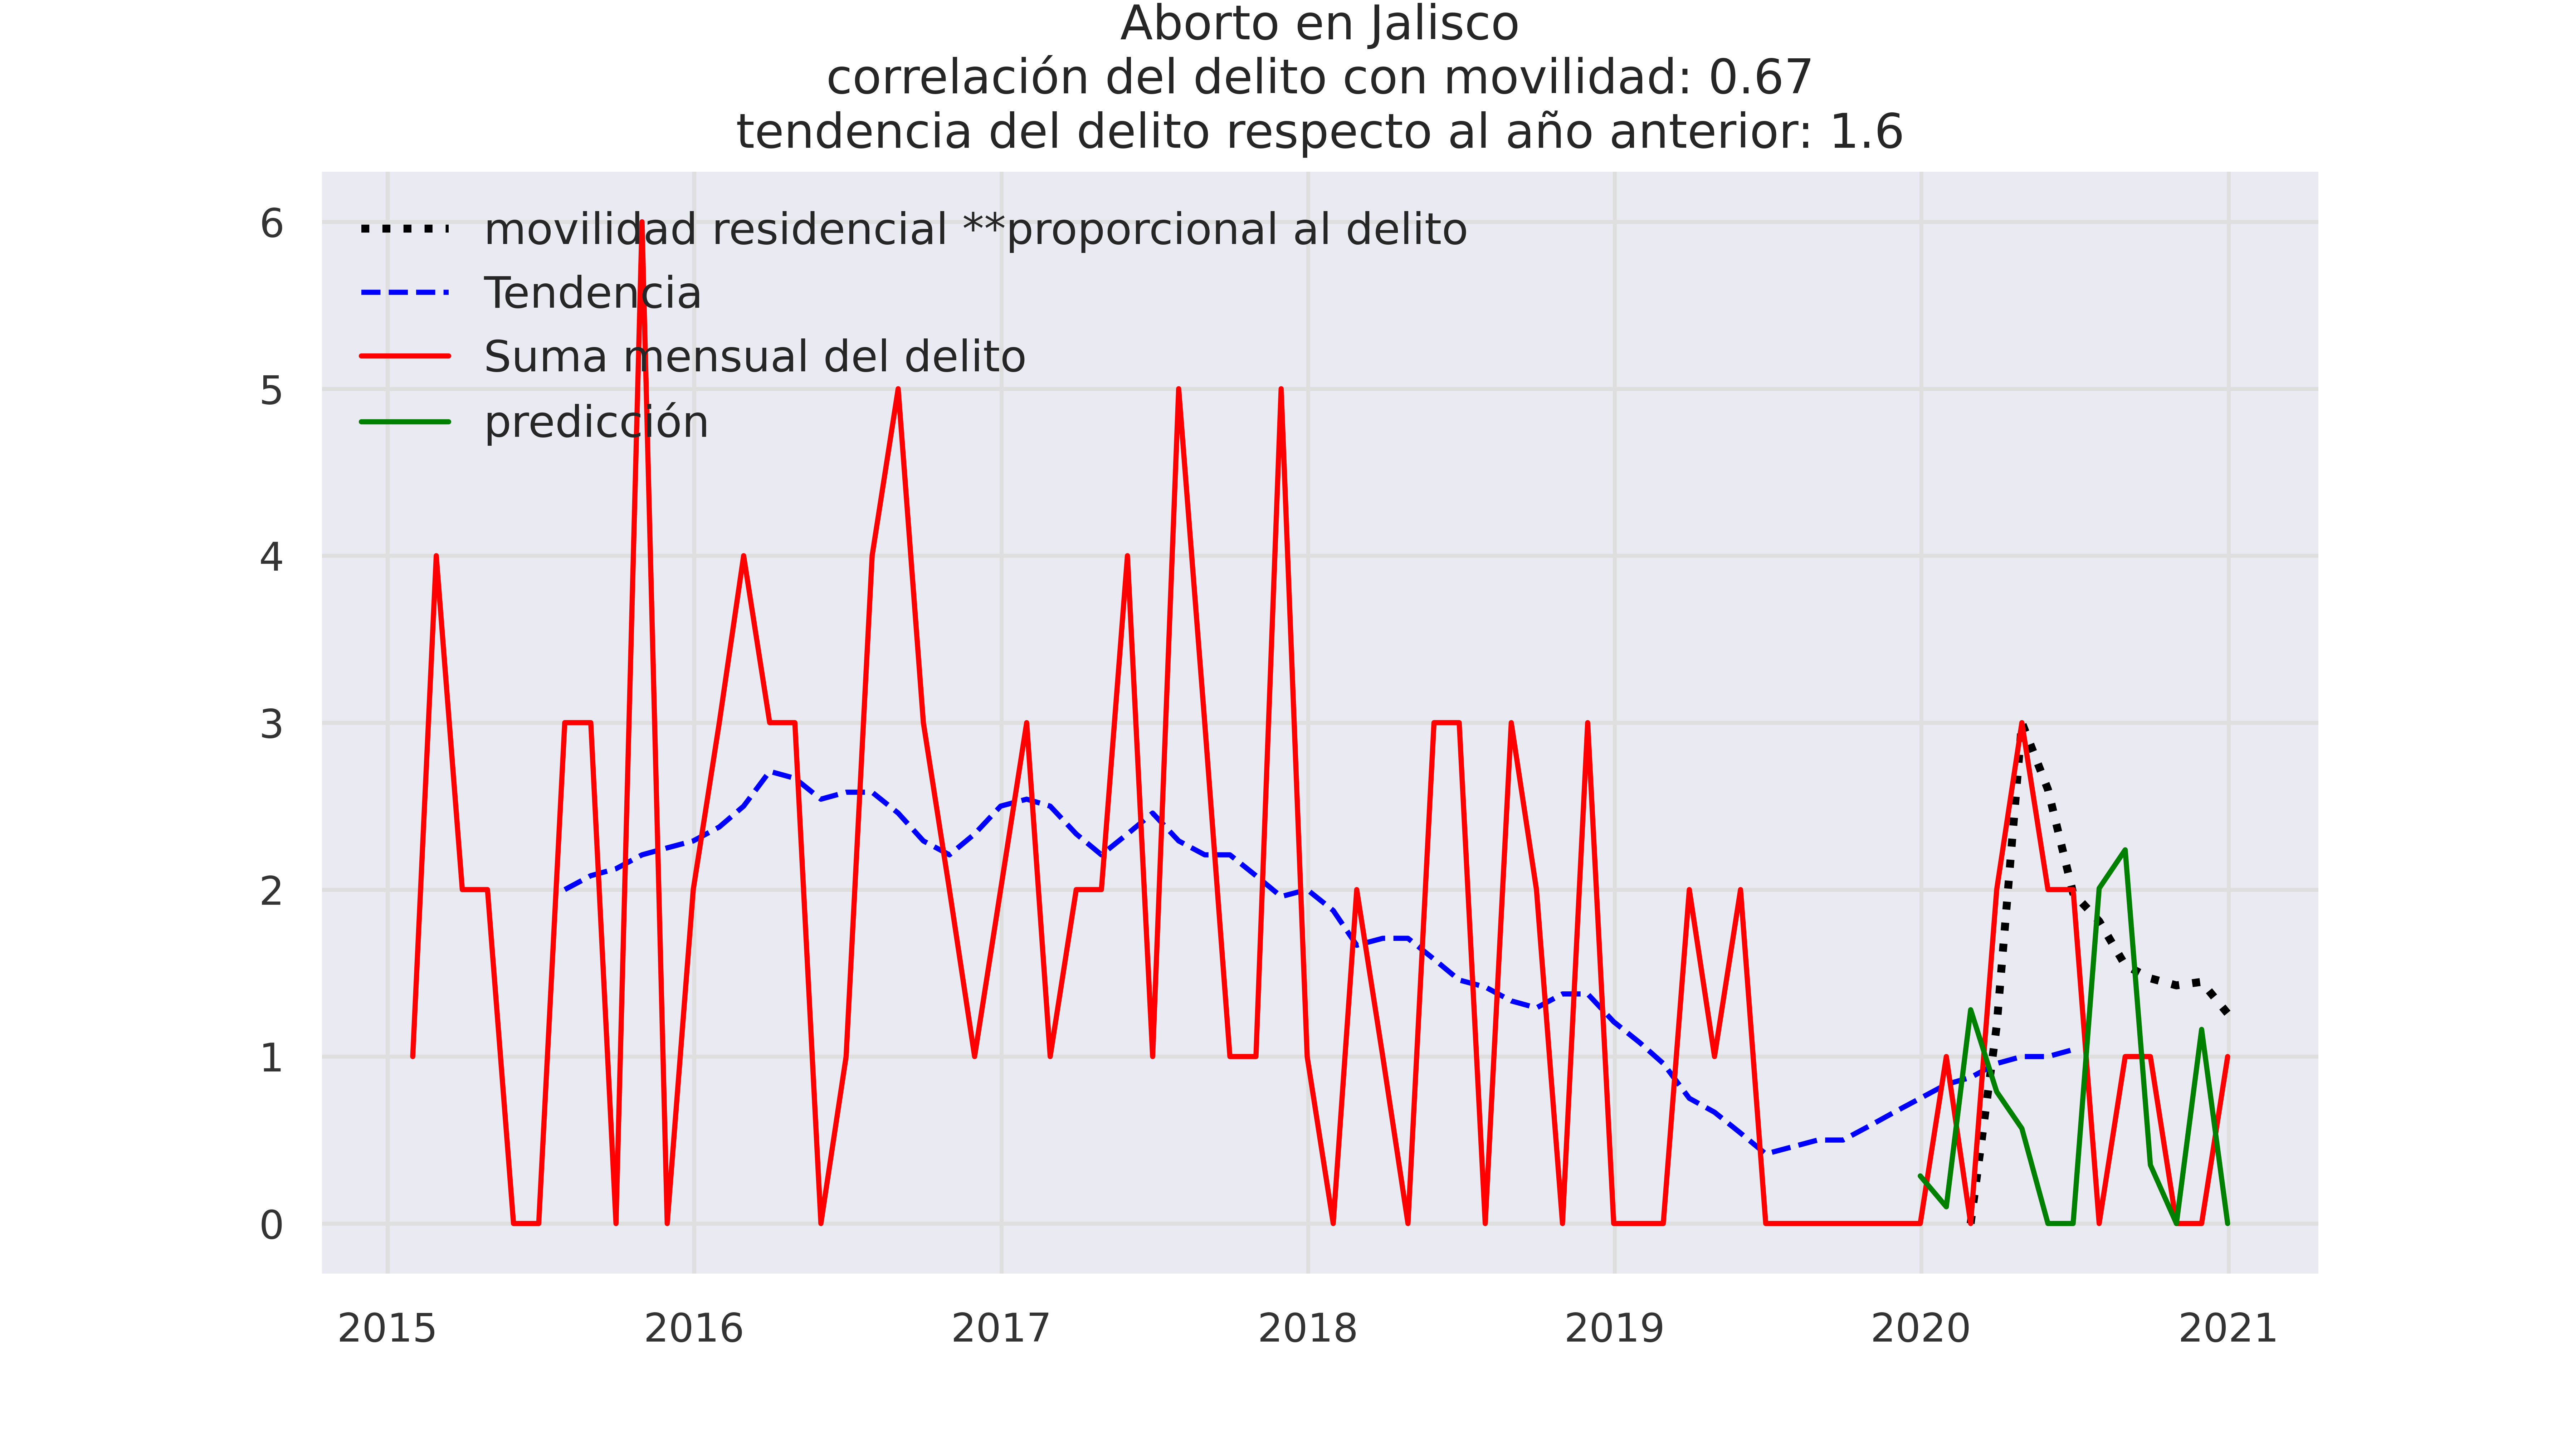 Aborto en Jalisco
correlación del delito con movilidad: 0.67
tendencia del delito respecto al año anterior: 1.6
movilidad residencial **proporcional al delito
Tendencia
Suma mensual del delito
predicción
6
5
4
3
2
1
0
2015 2016 2017 2018 2019 2020 2021